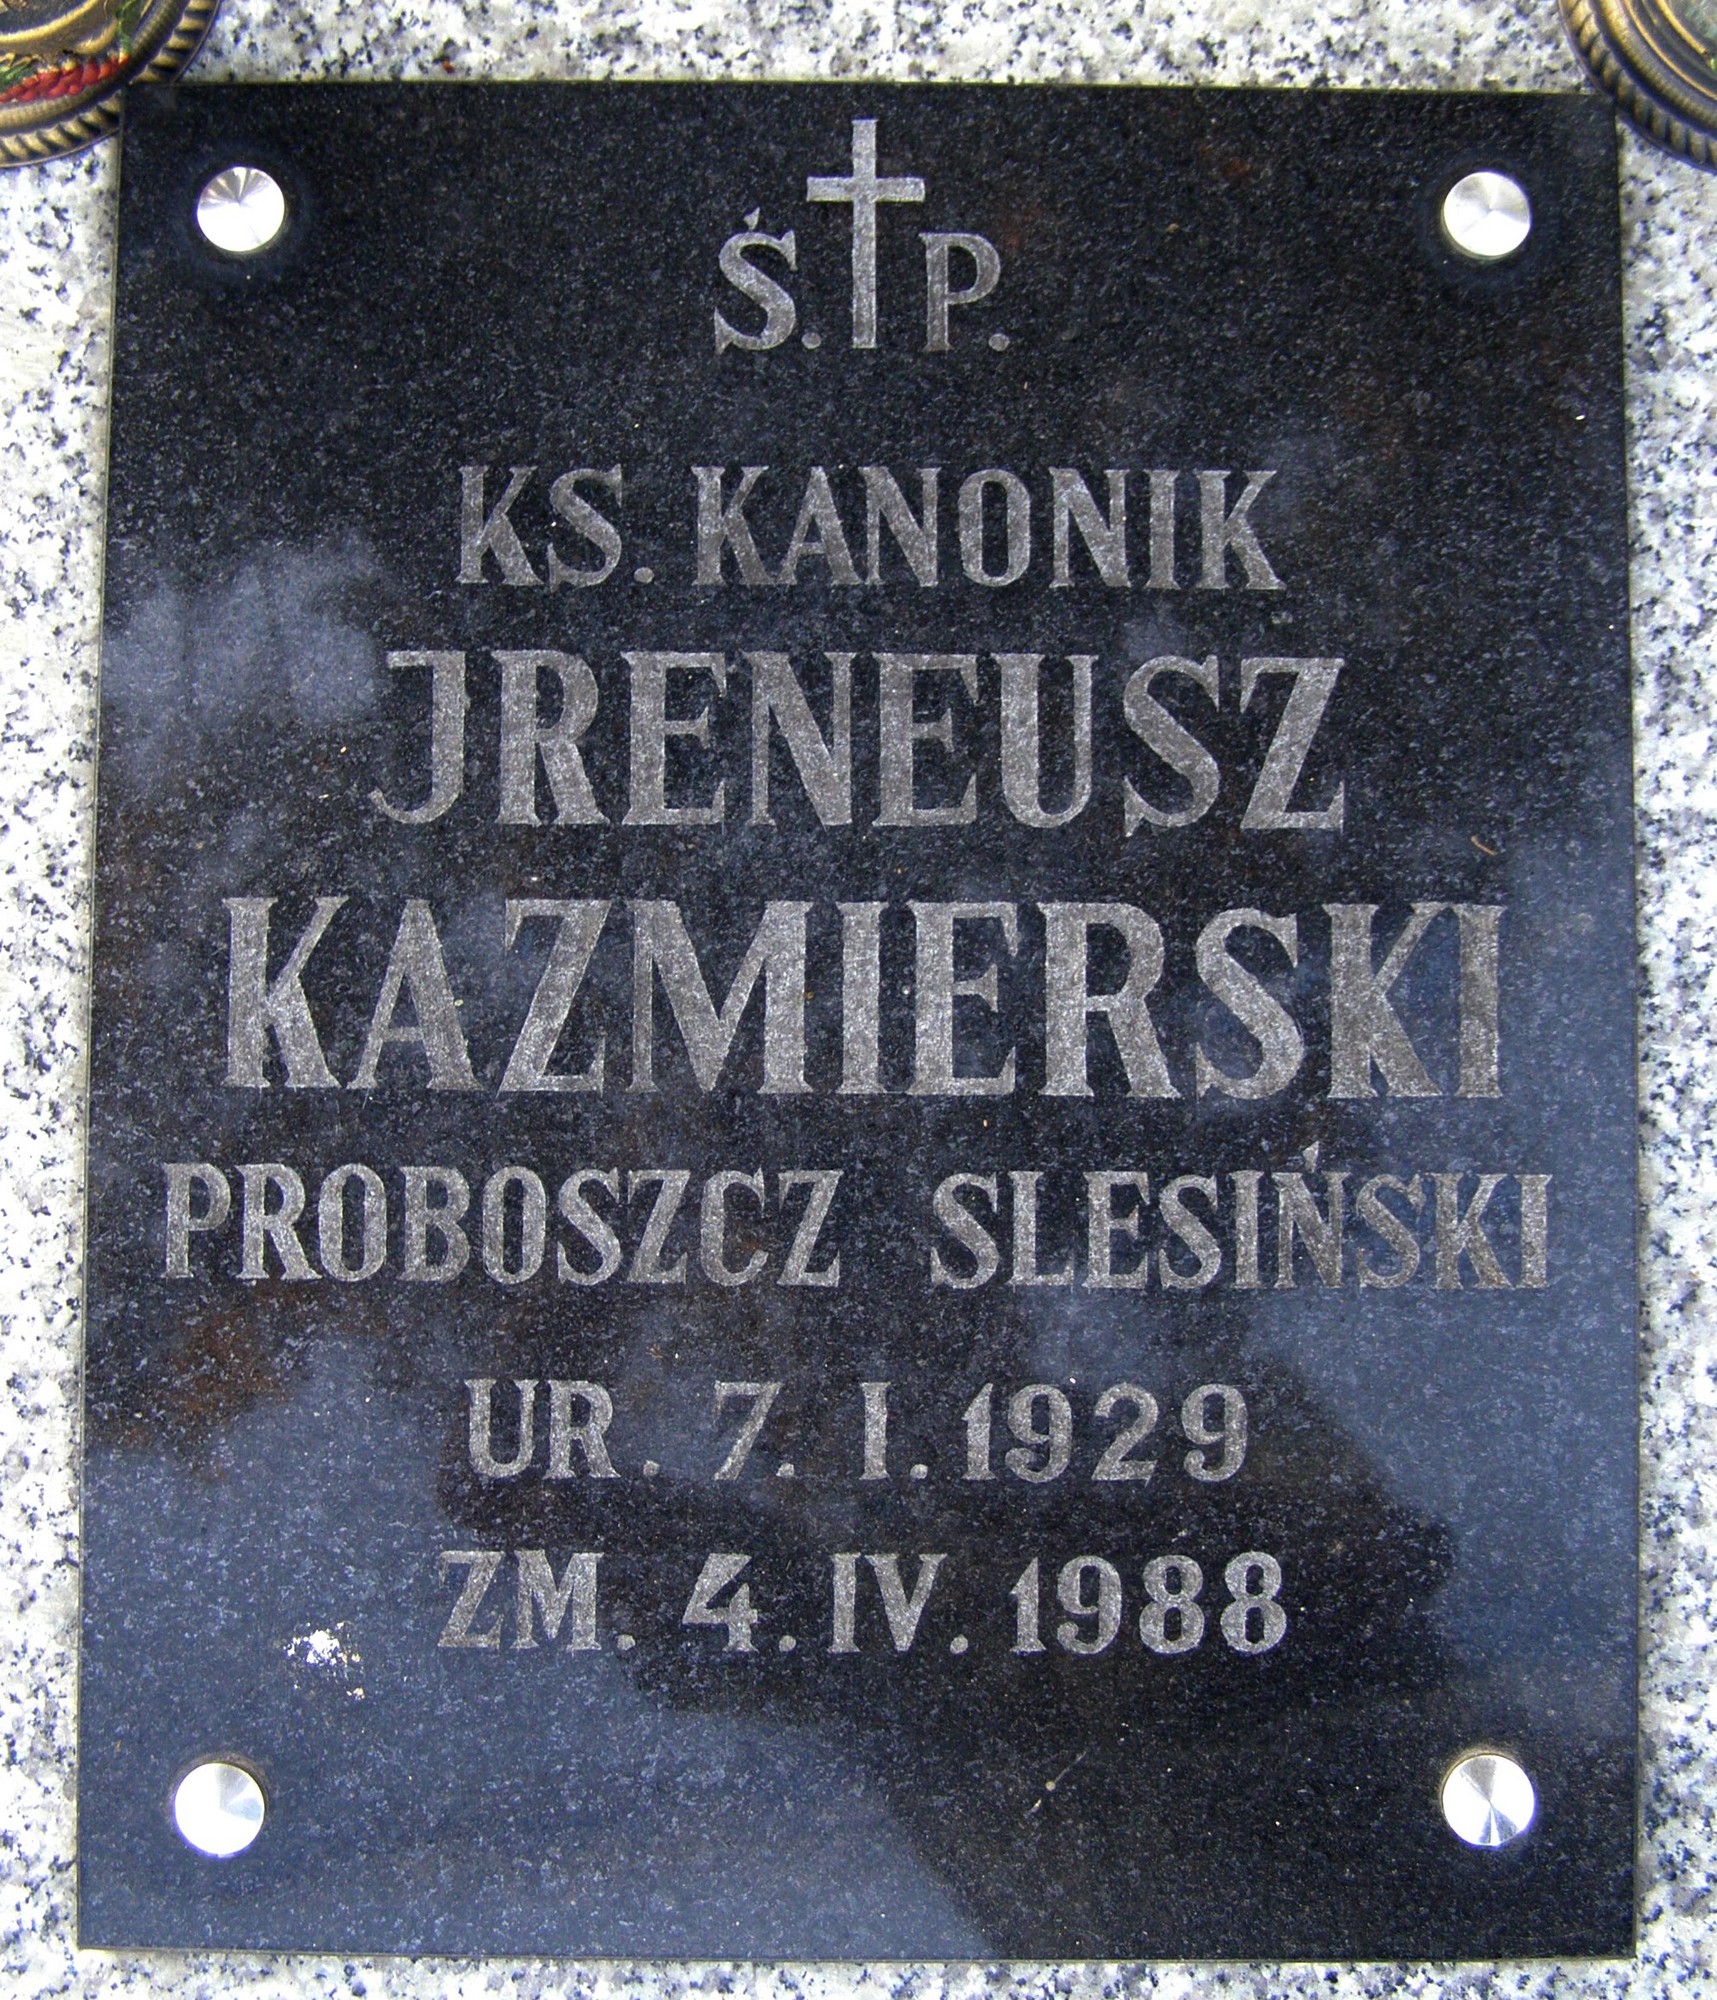 Ś. P.
KS. KANONIK
JRENEUSZ
KAZMIERSKI
PROBOSZCZ SLESIŃSKI
UR. 7. I. 1929
ZM. 4. IV. 1988